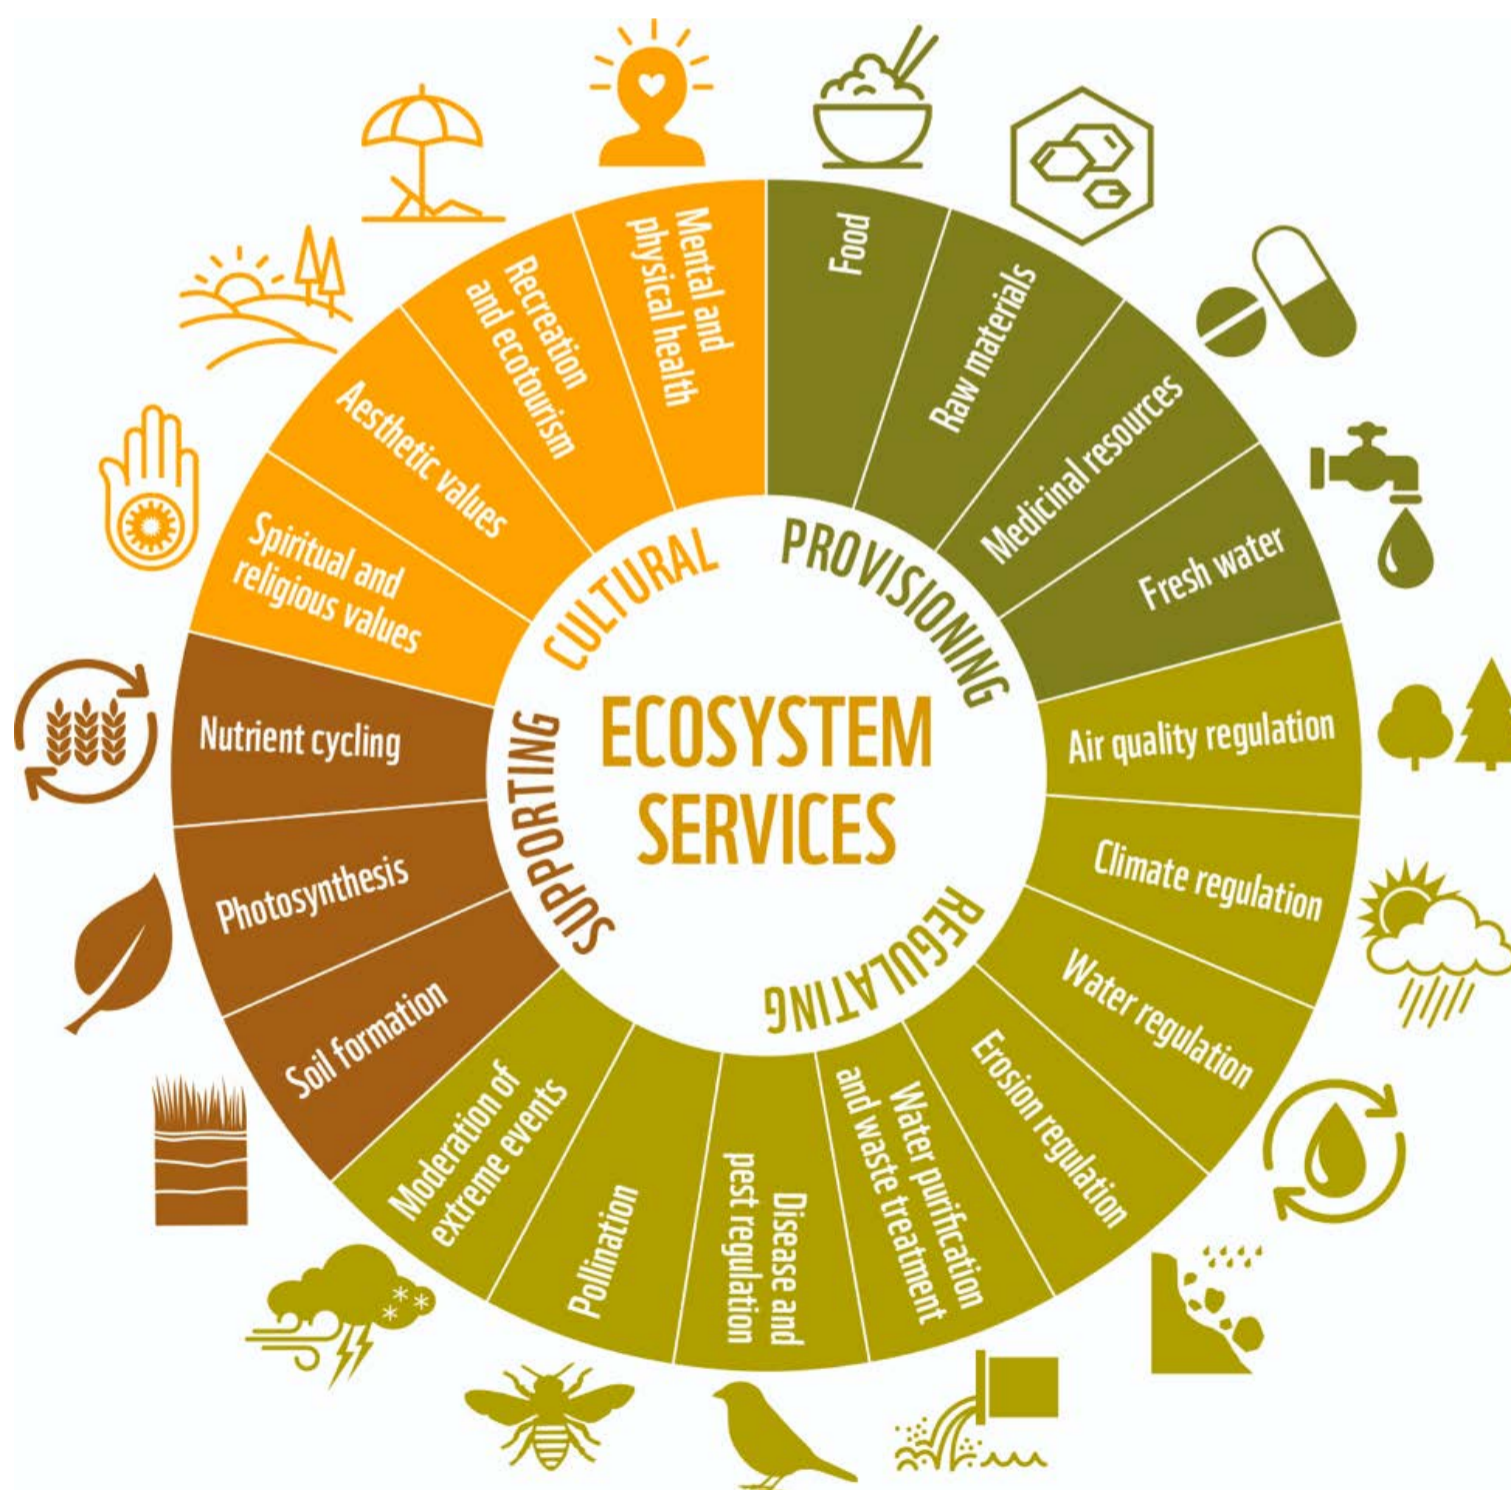 ECOSYSTEM
SERVICES
PROVISIONING
Food
Raw materials
Medicinal resources
Fresh water
REGULATING
Air quality regulation
Climate regulation
Water regulation
Erosion regulation
Water purification
and waste treatment
Disease and
pest regulation
Pollination
Moderation of
extreme events
SUPPORTING
Soil formation
Photosynthesis
Nutrient cycling
CULTURAL
Spiritual and
religious values
Aesthetic values
Recreation
and ecotourism
Mental and
physical health